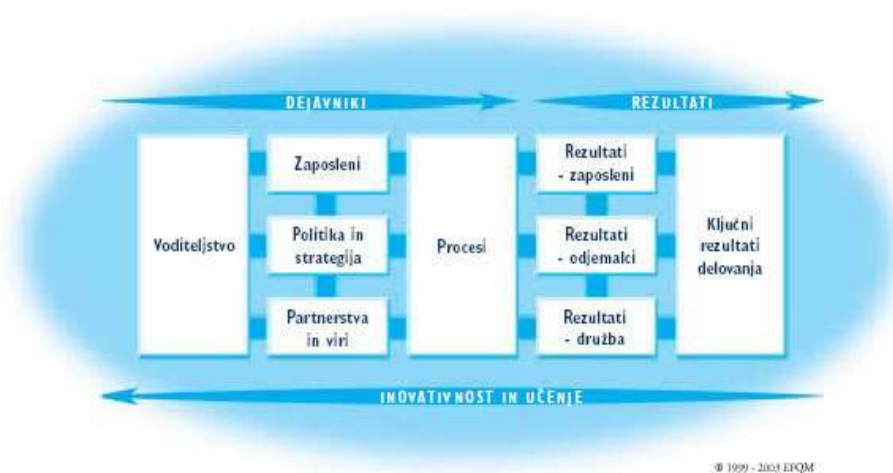 DEJAVNIKI
REZULTATI
Voditeljstvo
Zaposleni
Politika in
strategija
Partnerstva
in viri
Procesi
Rezultati
- zaposleni
Rezultati
- odjemalci
Rezultati
- družba
Ključni
rezultati
delovanja
INOVATIVNOST IN UČENJE
® 1999 - 2003 EFQM